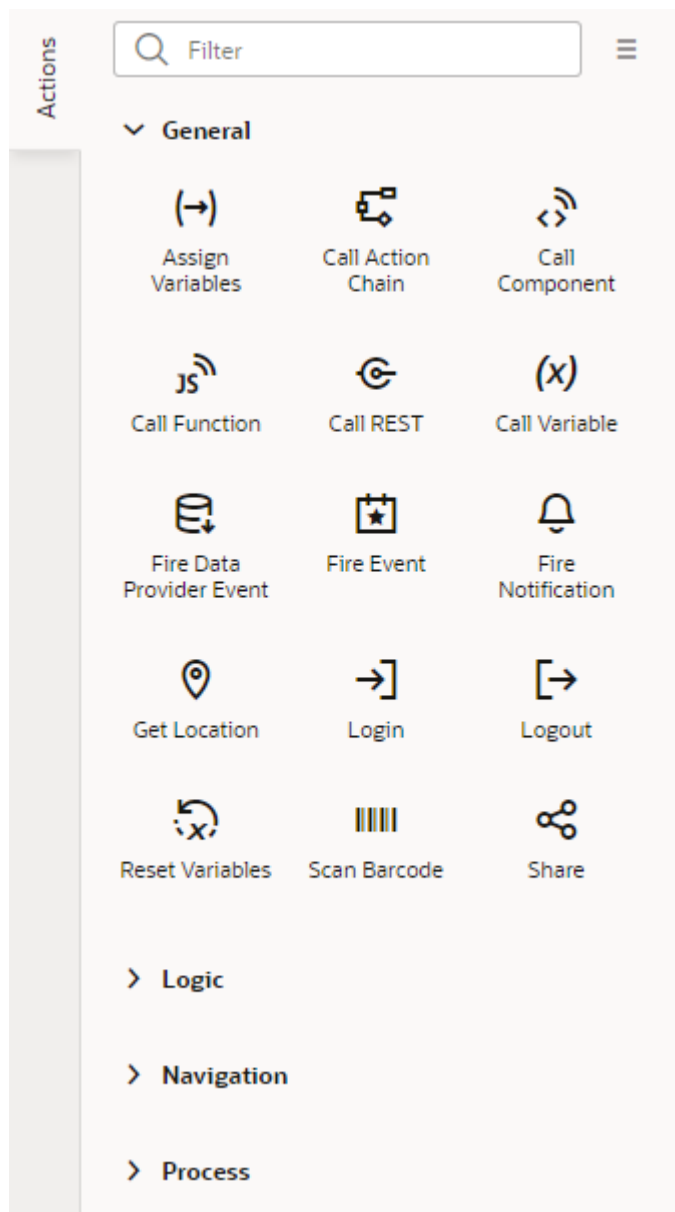 Actions
Filter
General
Assign
Variables
Call Action
Chain
Call
Component
JS
Call Function
Call REST
(x)
Call Variable
Fire Data
Provider Event
Fire Event
Fire
Notification
Get Location
Login
Logout
x
Reset Variables
Scan Barcode
Share
Logic
Navigation
Process